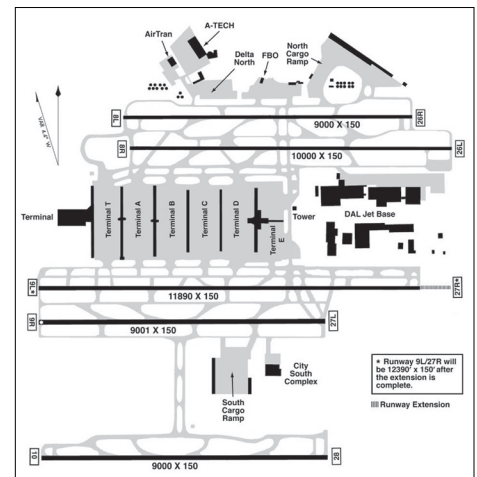 A-TECH
AirTran
Delta
North
FBO
North
Cargo
Ramp
8L
9000 X 150
26R
8R
10000 X 150
26L
Terminal
Terminal T
Terminal A
Terminal B
Terminal C
Terminal D
Terminal
E
Tower
DAL Jet Base
9L*
11890 X 150
27R*
9R
9001 X 150
27L
South
Cargo
Ramp
City
South
Complex
* Runway 9L/27R will
be 12390' x 150' after
the extension is
complete.
Runway Extension
10
9000 X 150
28